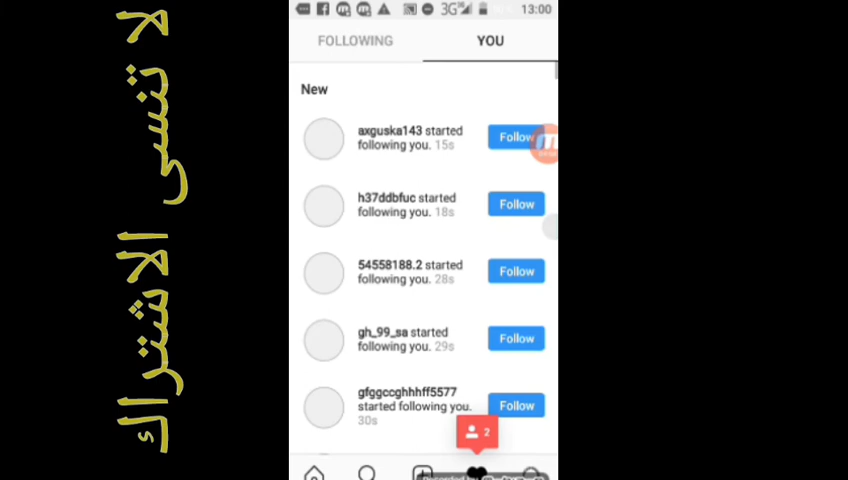 لا تنسى الاشتراك
3G 13:00
FOLLOWING YOU
New
axguska143 started
following you. 15s
Follow
h37ddbfuc started
following you. 18s
Follow
54558188.2 started
following you. 28s
Follow
gh_99_sa started
following you. 29s
Follow
gfggccghhhff5577
started following you.
30s
Follow
2